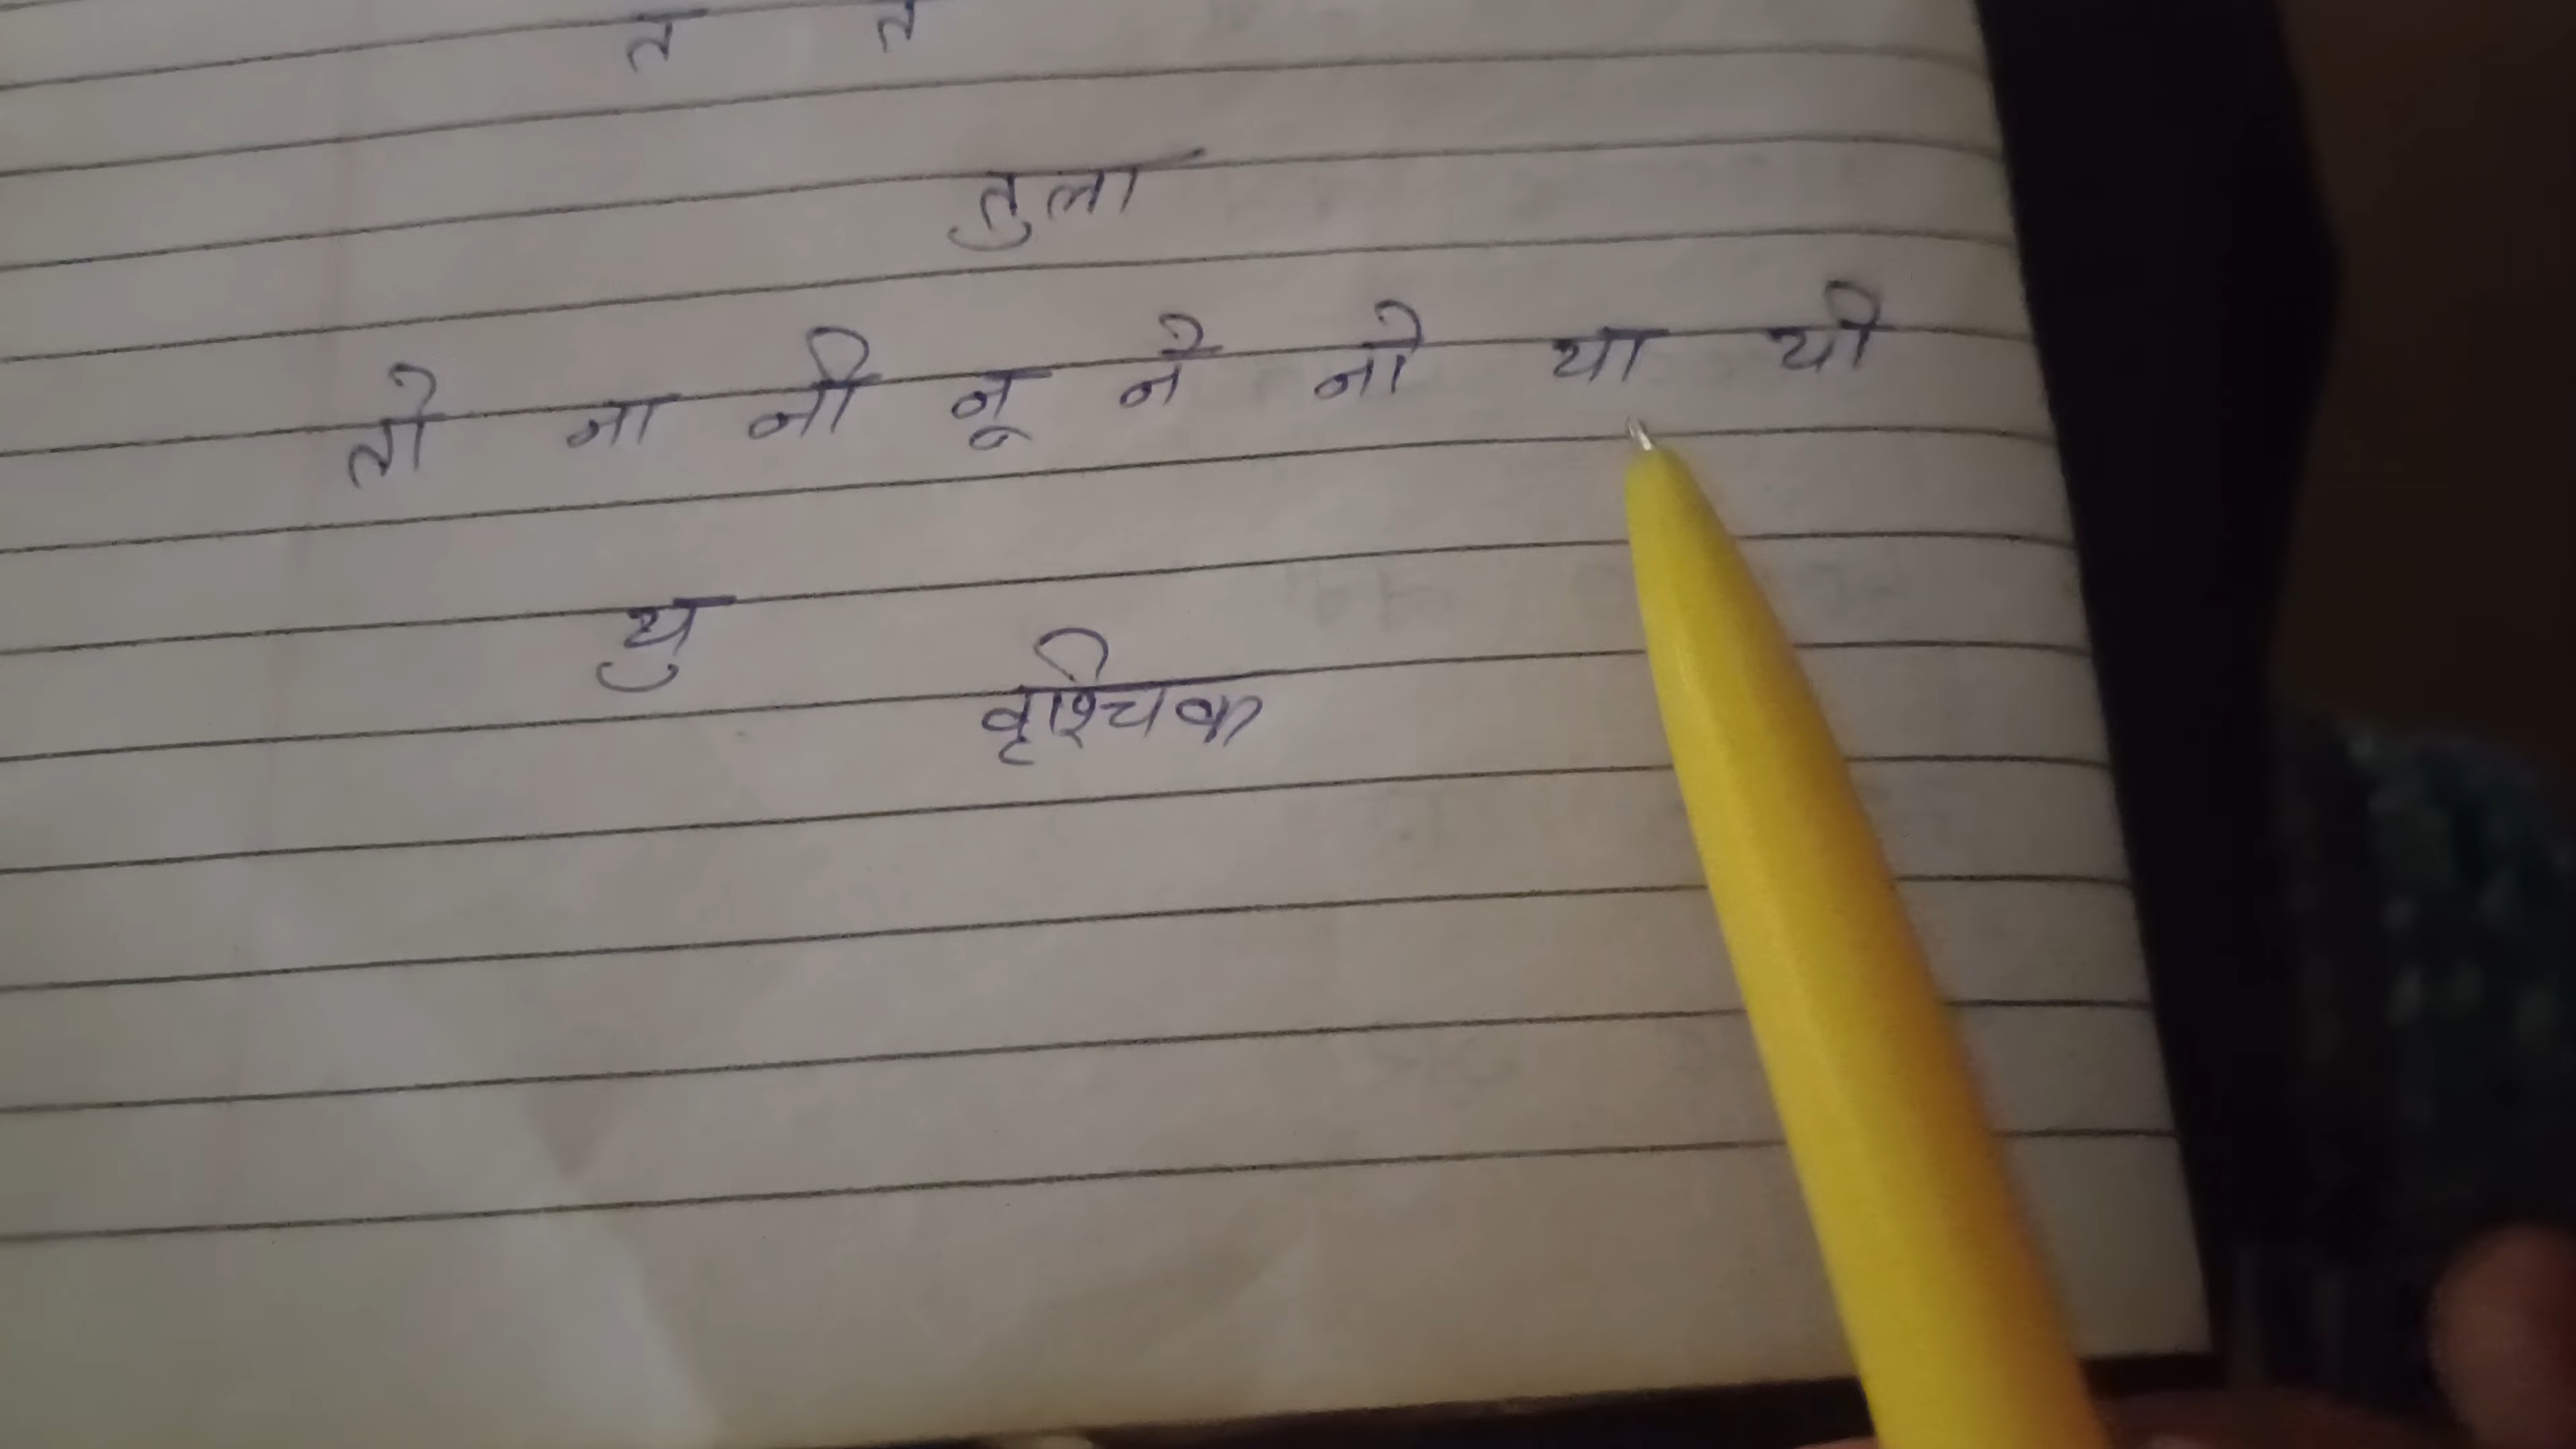 त त
तुला
तो ना नी नू ने नो या यी
यु
वृश्चिक